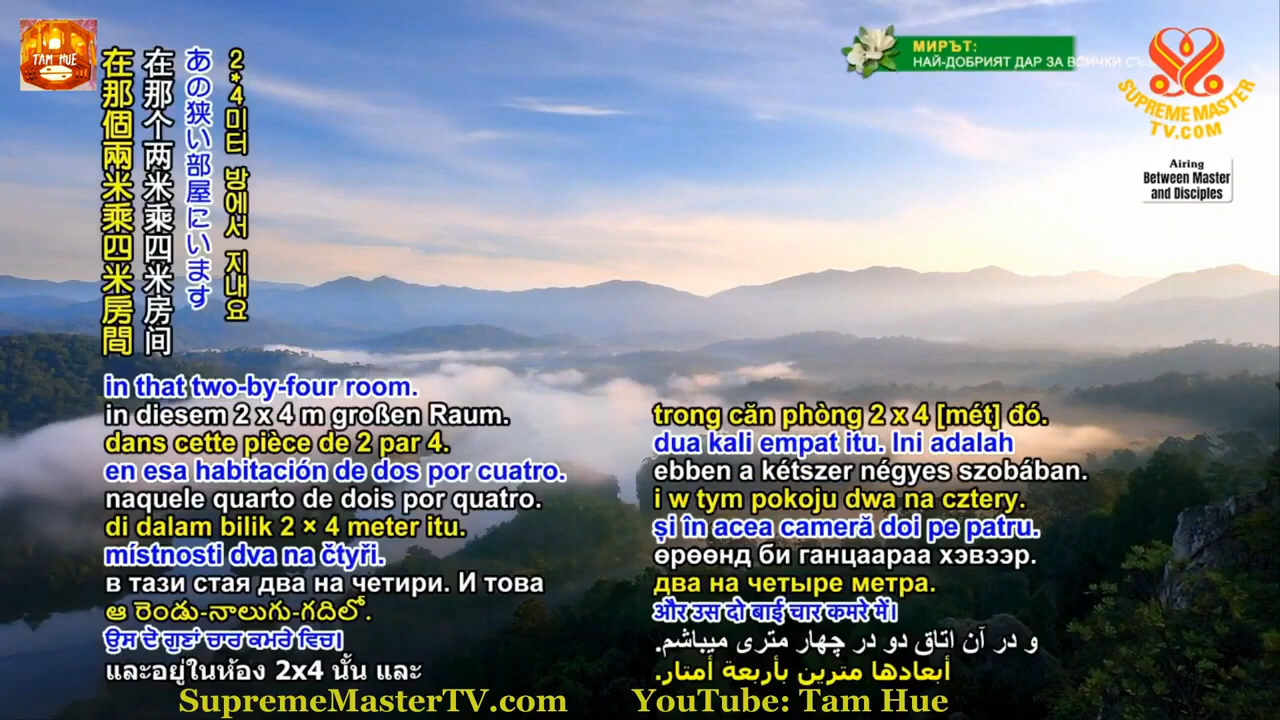 TAM HUE
在那個兩米乘四米房間
在那个两米乘四米房间
あの狭い部屋にいます
2*4미터 방에서 지내요
МИРЪТ:
НАЙ-ДОБРИЯТ ДАР ЗА ВСИЧКИ
SUPREME MASTER
TV.COM
Airing
Between Master
and Disciples
in that two-by-four room.
in diesem 2 x 4 m großen Raum.
dans cette pièce de 2 par 4.
en esa habitación de dos por cuatro.
naquele quarto de dois por quatro.
di dalam bilik 2 × 4 meter itu.
místnosti dva na čtyři.
в тази стая два на четири. И това
ఆ రెండు-నాలుగు-గదిలో.
ਉਸ ਦੋ ਗੁਣਾਂ ਚਾਰ ਕਮਰੇ ਵਿਚ।
และอยู่ในห้อง 2x4 นั้น และ
trong căn phòng 2 x 4 [mét] đó.
dua kali empat itu. Ini adalah
ebben a kétszer négyes szobában.
i w tym pokoju dwa na cztery.
și în acea cameră doi pe patru.
өрөөнд би ганцаараа хэвээр.
два на четыре метра.
और उस दो बाई चार कमरे में।
و در آن اتاق دو در چهار متری میباشم.
أبعادها مترين بأربعة أمتار.
SupremeMasterTV.com
YouTube: Tam Hue